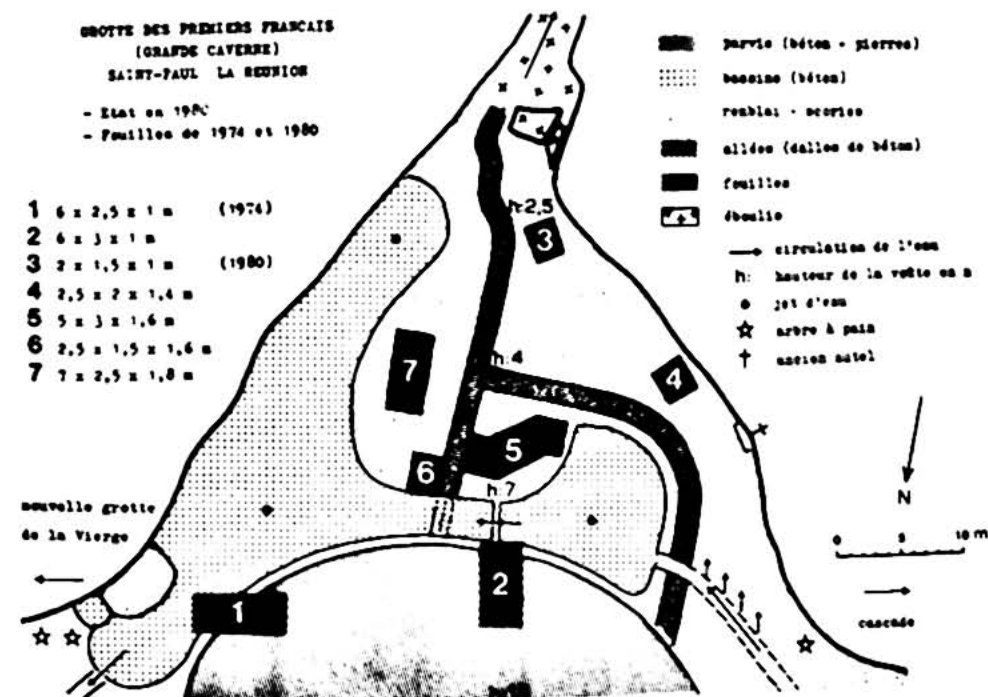 GROTTE DES PREMIERS FRANCAIS
(GRANDE CAVERNE)
SAINT-PAUL LA REUNION
- Etat en 1980
- Fouilles de 1974 et 1980
1 6 x 2,5 x 1 m (1974)
2 6 x 3 x 1 m
3 2 x 1,5 x 1 m (1980)
4 2,5 x 2 x 1,4 m
5 5 x 3 x 1,6 m
6 2,5 x 1,5 x 1,6 m
7 7 x 2,5 x 1,8 m
parvis (béton - pierres)
bassins (béton)
remblai - scories
allées (dalles de béton)
fouilles
éboulis
circulation de l'eau
h: hauteur de la voûte en m
jet d'eau
arbre à pain
ancien autel
h:2,5
3
h:4
7
4
5
6
h:7
nouvelle grotte
de la Vierge
N
0 5 10 m
cascade
1
2